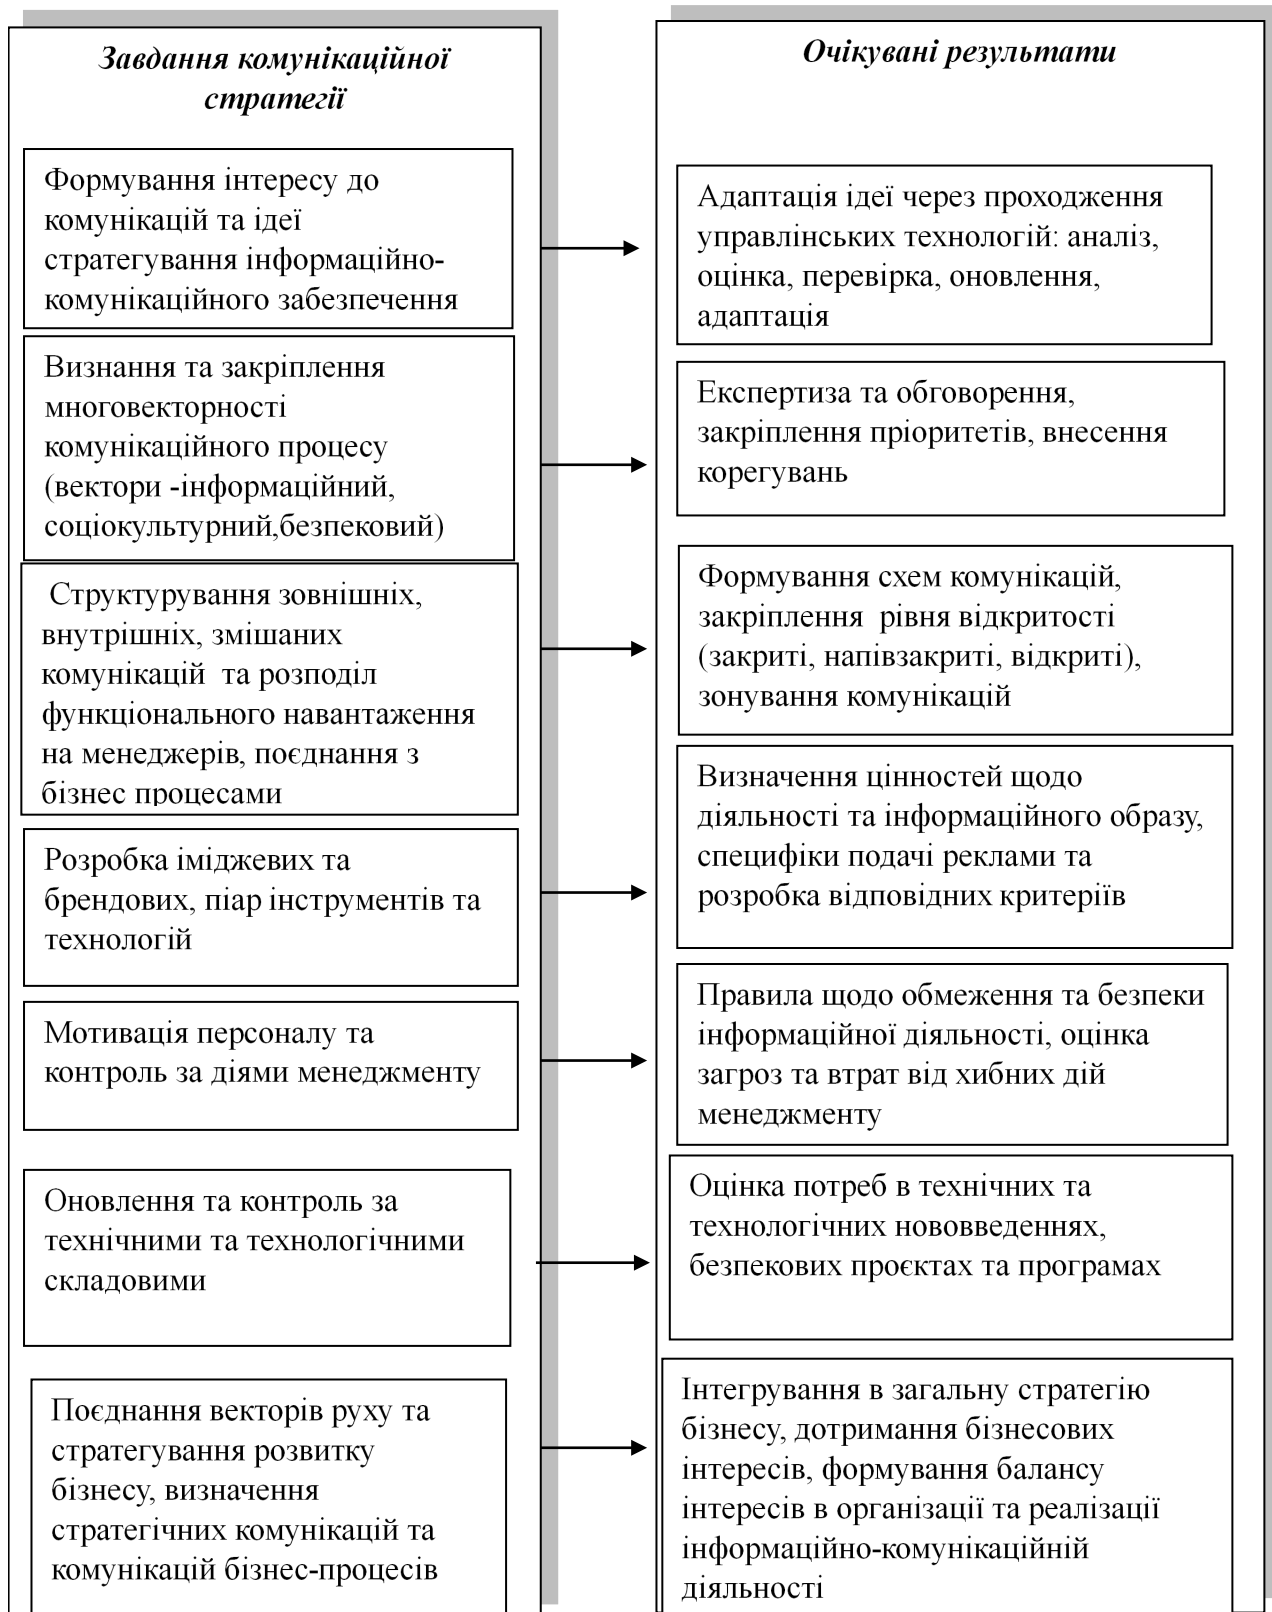 Завдання комунікаційної
стратегії
Формування інтересу до
комунікацій та ідеї
стратегування інформаційно-
комунікаційного забезпечення
Визнання та закріплення
многовекторності
комунікаційного процесу
(вектори -інформаційний,
соціокультурний,безпековий)
Структурування зовнішніх,
внутрішніх, змішаних
комунікацій та розподіл
функціонального навантаження
на менеджерів, поєднання з
бізнес процесами
Розробка іміджевих та
брендових, піар інструментів та
технологій
Мотивація персоналу та
контроль за діями менеджменту
Оновлення та контроль за
технічними та технологічними
складовими
Поєднання векторів руху та
стратегування розвитку
бізнесу, визначення
стратегічних комунікацій та
комунікацій бізнес-процесів
Очікувані результати
Адаптація ідеї через проходження
управлінських технологій: аналіз,
оцінка, перевірка, оновлення,
адаптація
Експертиза та обговорення,
закріплення пріоритетів, внесення
корегувань
Формування схем комунікацій,
закріплення рівня відкритості
(закриті, напівзакриті, відкриті),
зонування комунікацій
Визначення цінностей щодо
діяльності та інформаційного образу,
специфіки подачі реклами та
розробка відповідних критеріїв
Правила щодо обмеження та безпеки
інформаційної діяльності, оцінка
загроз та втрат від хибних дій
менеджменту
Оцінка потреб в технічних та
технологічних нововведеннях,
безпекових проєктах та програмах
Інтегрування в загальну стратегію
бізнесу, дотримання бізнесових
інтересів, формування балансу
інтересів в організації та реалізації
інформаційно-комунікаційній
діяльності